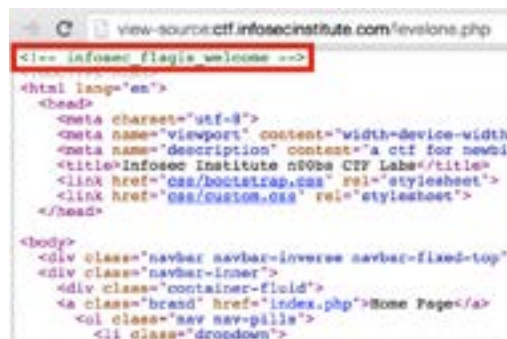 view-source:ctf.infosecinstitute.com/levelone.php
<!-- infosec_flagis_welcome -->
<html lang="en">
<head>
<meta charset="utf-8">
<meta name="viewport" content="width=device-width
<meta name="description" content="a ctf for newbi
<title>Infosec Institute n00bs CTF Labs</title>
<link href="css/bootstrap.css" rel="stylesheet">
<link href="css/custom.css" rel="stylesheet">
</head>
<body>
<div class="navbar navbar-inverse navbar-fixed-top"
<div class="navbar-inner">
<div class="container-fluid">
<a class="brand" href="index.php">Home Page</a>
<ul class="nav nav-pills">
<li class="dropdown">